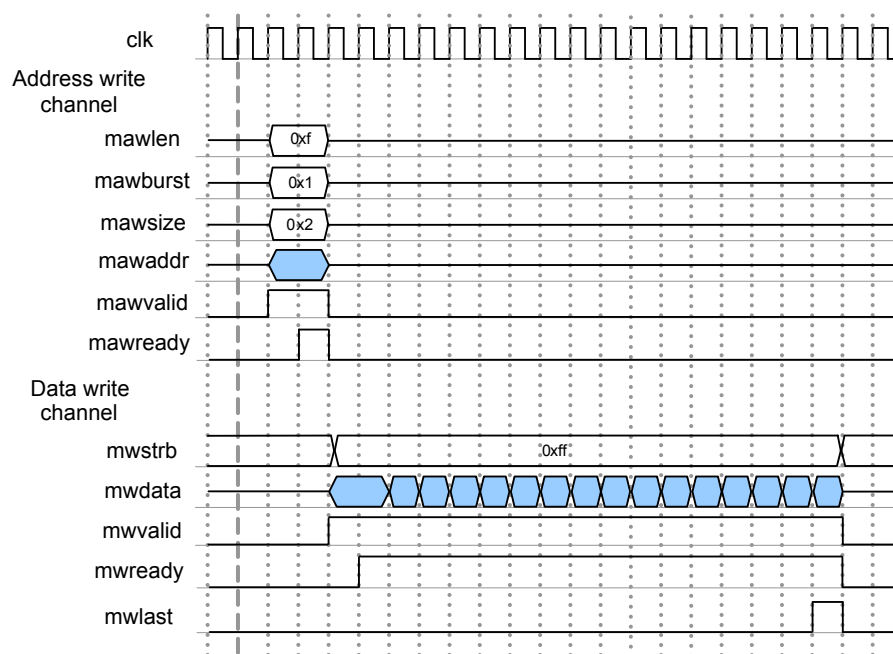 clk
Address write
channel
mawlen 0xf
mawburst 0x1
mawsize 0x2
mawaddr
mawvalid
mawready
Data write
channel
mwstrb 0xff
mwdata
mwvalid
mwready
mwlast